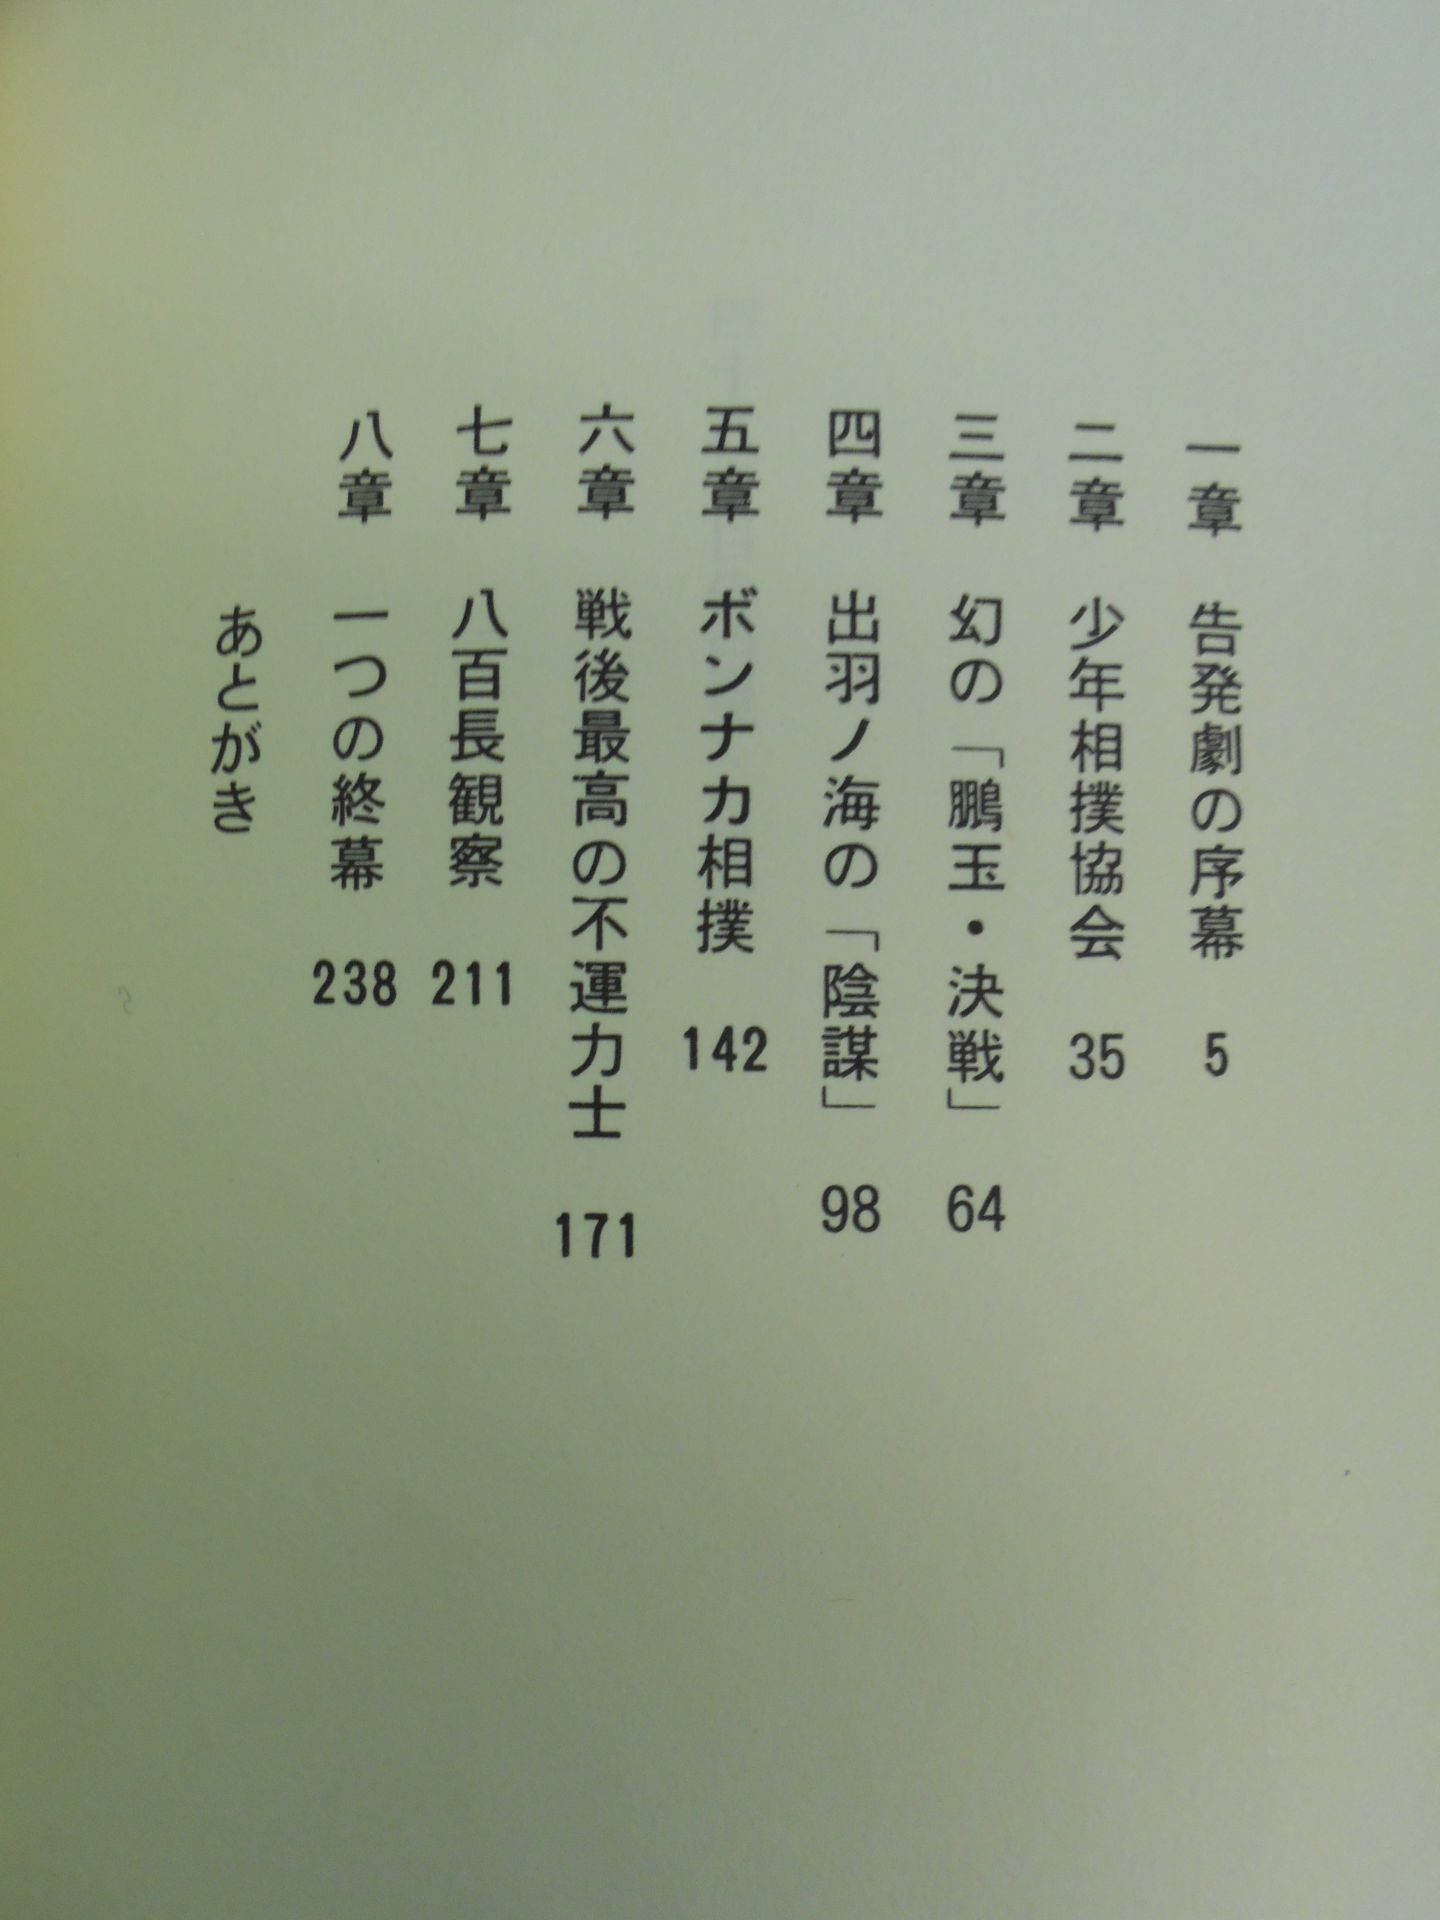 一章 告発劇の序幕 5
二章 少年相撲協会 35
三章 幻の「鵬玉・決戦」 64
四章 出羽ノ海の「陰謀」 98
五章 ボンナカ相撲 142
六章 戦後最高の不運力士 171
七章 八百長観察 211
八章 一つの終幕 238
あとがき